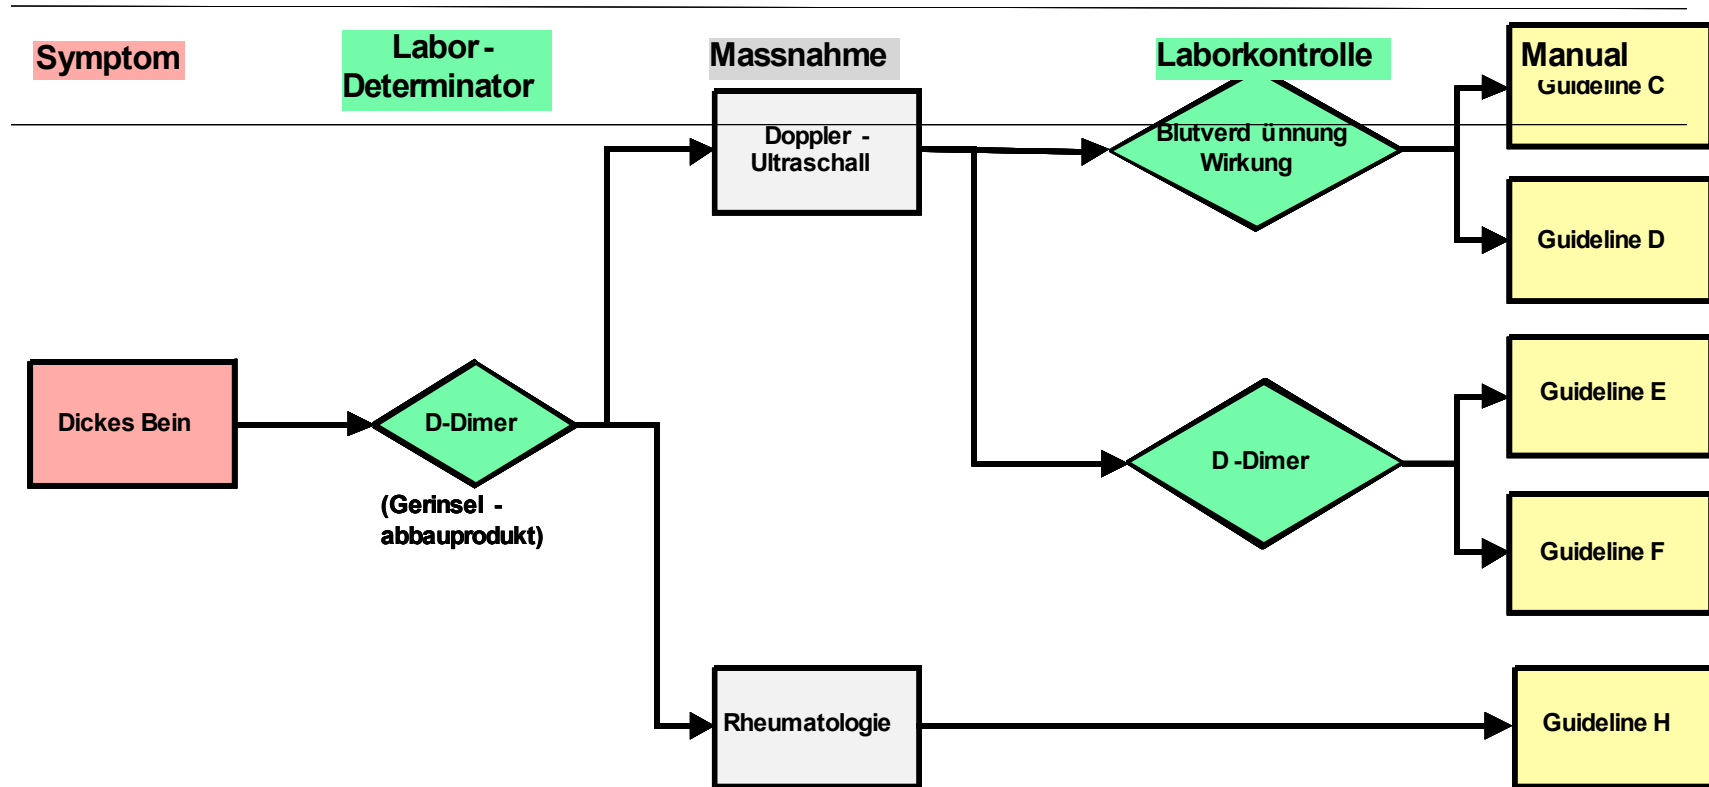 Symptom
Labor -
Determinator
Massnahme
Laborkontrolle
Manual
Guideline C
Doppler -
Ultraschall
Blutverd ünnung
Wirkung
Guideline D
Dickes Bein
D-Dimer
(Gerinsel -
abbauprodukt)
D -Dimer
Guideline E
Guideline F
Rheumatologie
Guideline H